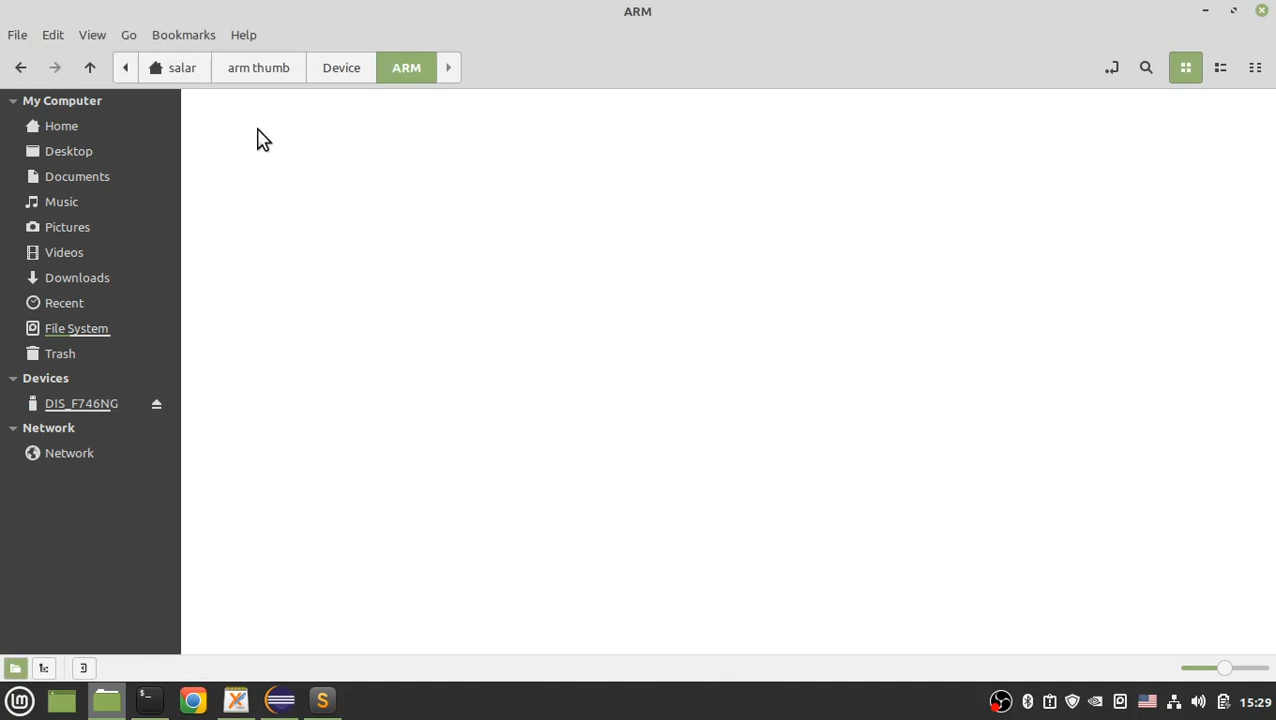 ARM
File Edit View Go Bookmarks Help
salar arm thumb Device ARM
My Computer
Home
Desktop
Documents
Music
Pictures
Videos
Downloads
Recent
File System
Trash
Devices
DIS_F746NG
Network
Network
15:29